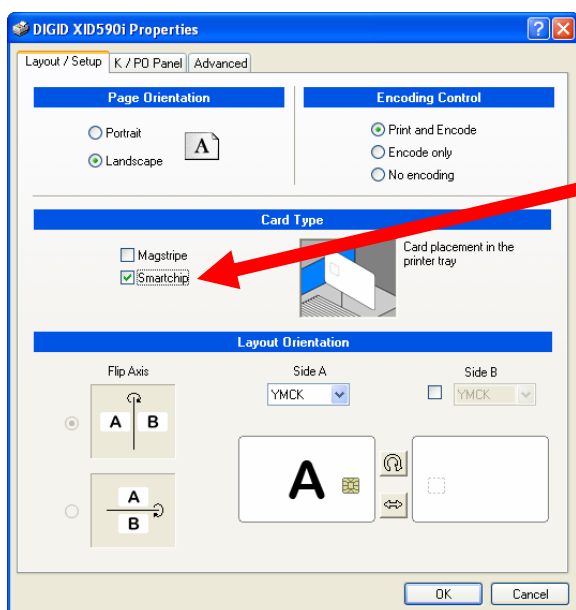 DIGID XID590i Properties
Layout / Setup K / PO Panel Advanced
Page Orientation
Portrait
Landscape
A
Encoding Control
Print and Encode
Encode only
No encoding
Card Type
Magstripe
Smartchip
Card placement in the
printer tray
Layout Orientation
Flip Axis
A B
A
B
Side A
YMCK
Side B
YMCK
A
OK Cancel